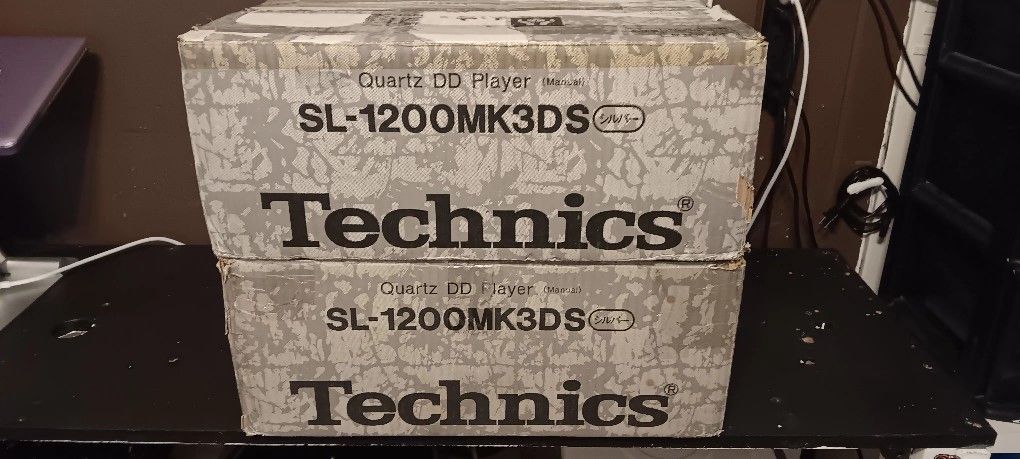 Quartz DD Player (Manual)
SL-1200MK3DS シルバー
Technics®
Quartz DD Player (Manual)
SL-1200MK3DS シルバー
Technics®